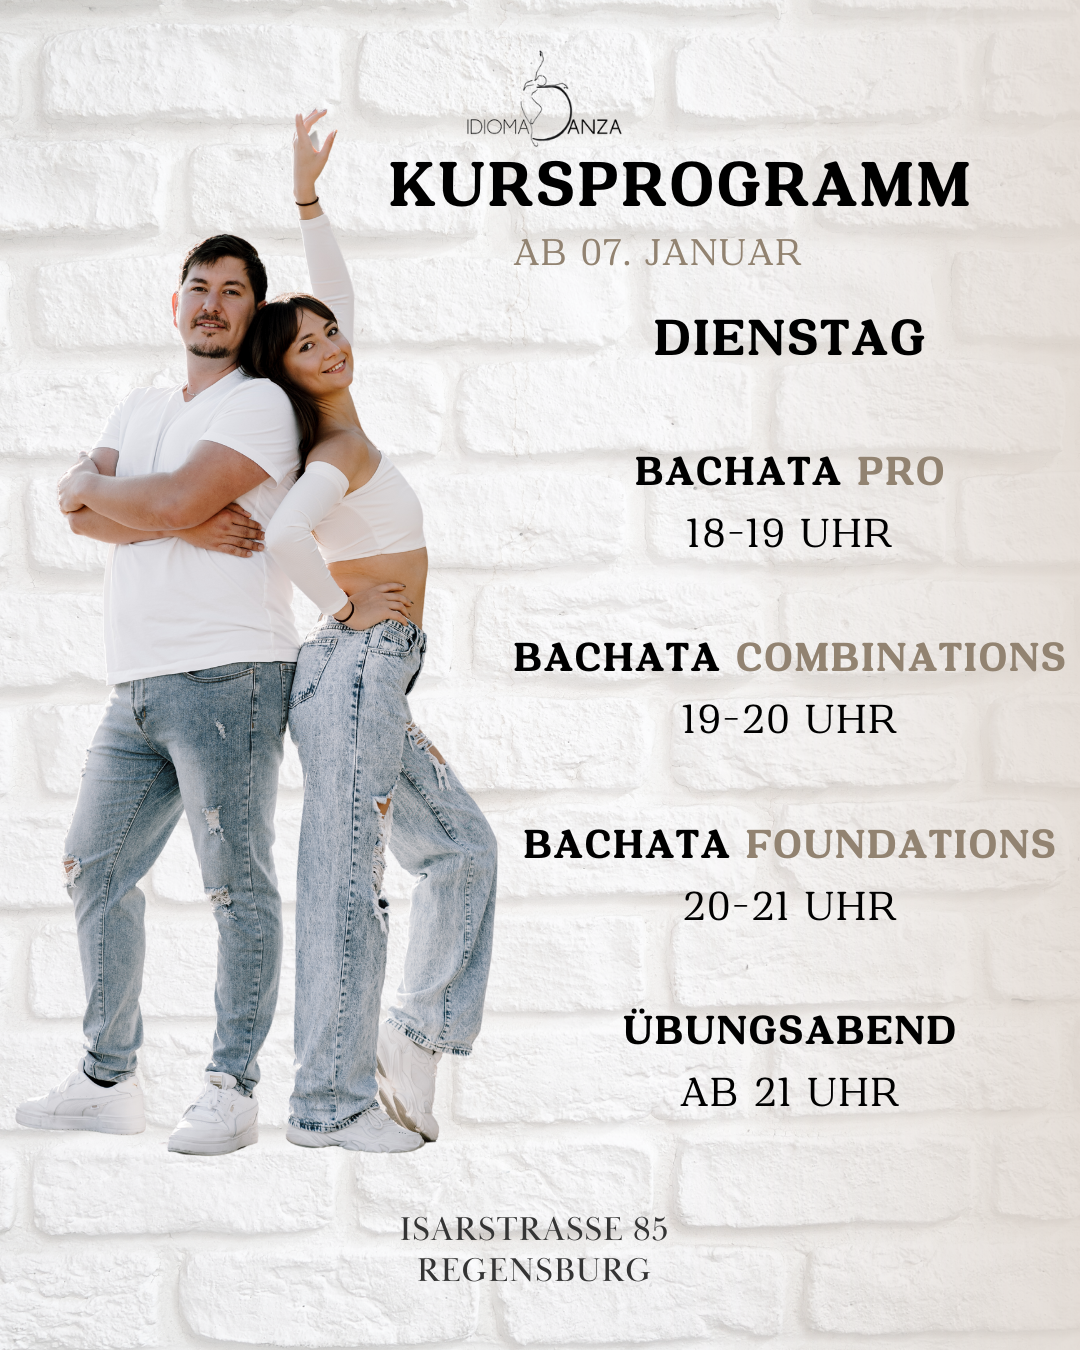 IDIOMA DANZA
KURSPROGRAMM
AB 07. JANUAR
DIENSTAG
BACHATA PRO
18-19 UHR
BACHATA COMBINATIONS
19-20 UHR
BACHATA FOUNDATIONS
20-21 UHR
ÜBUNGSABEND
AB 21 UHR
ISARSTRASSE 85
REGENSBURG